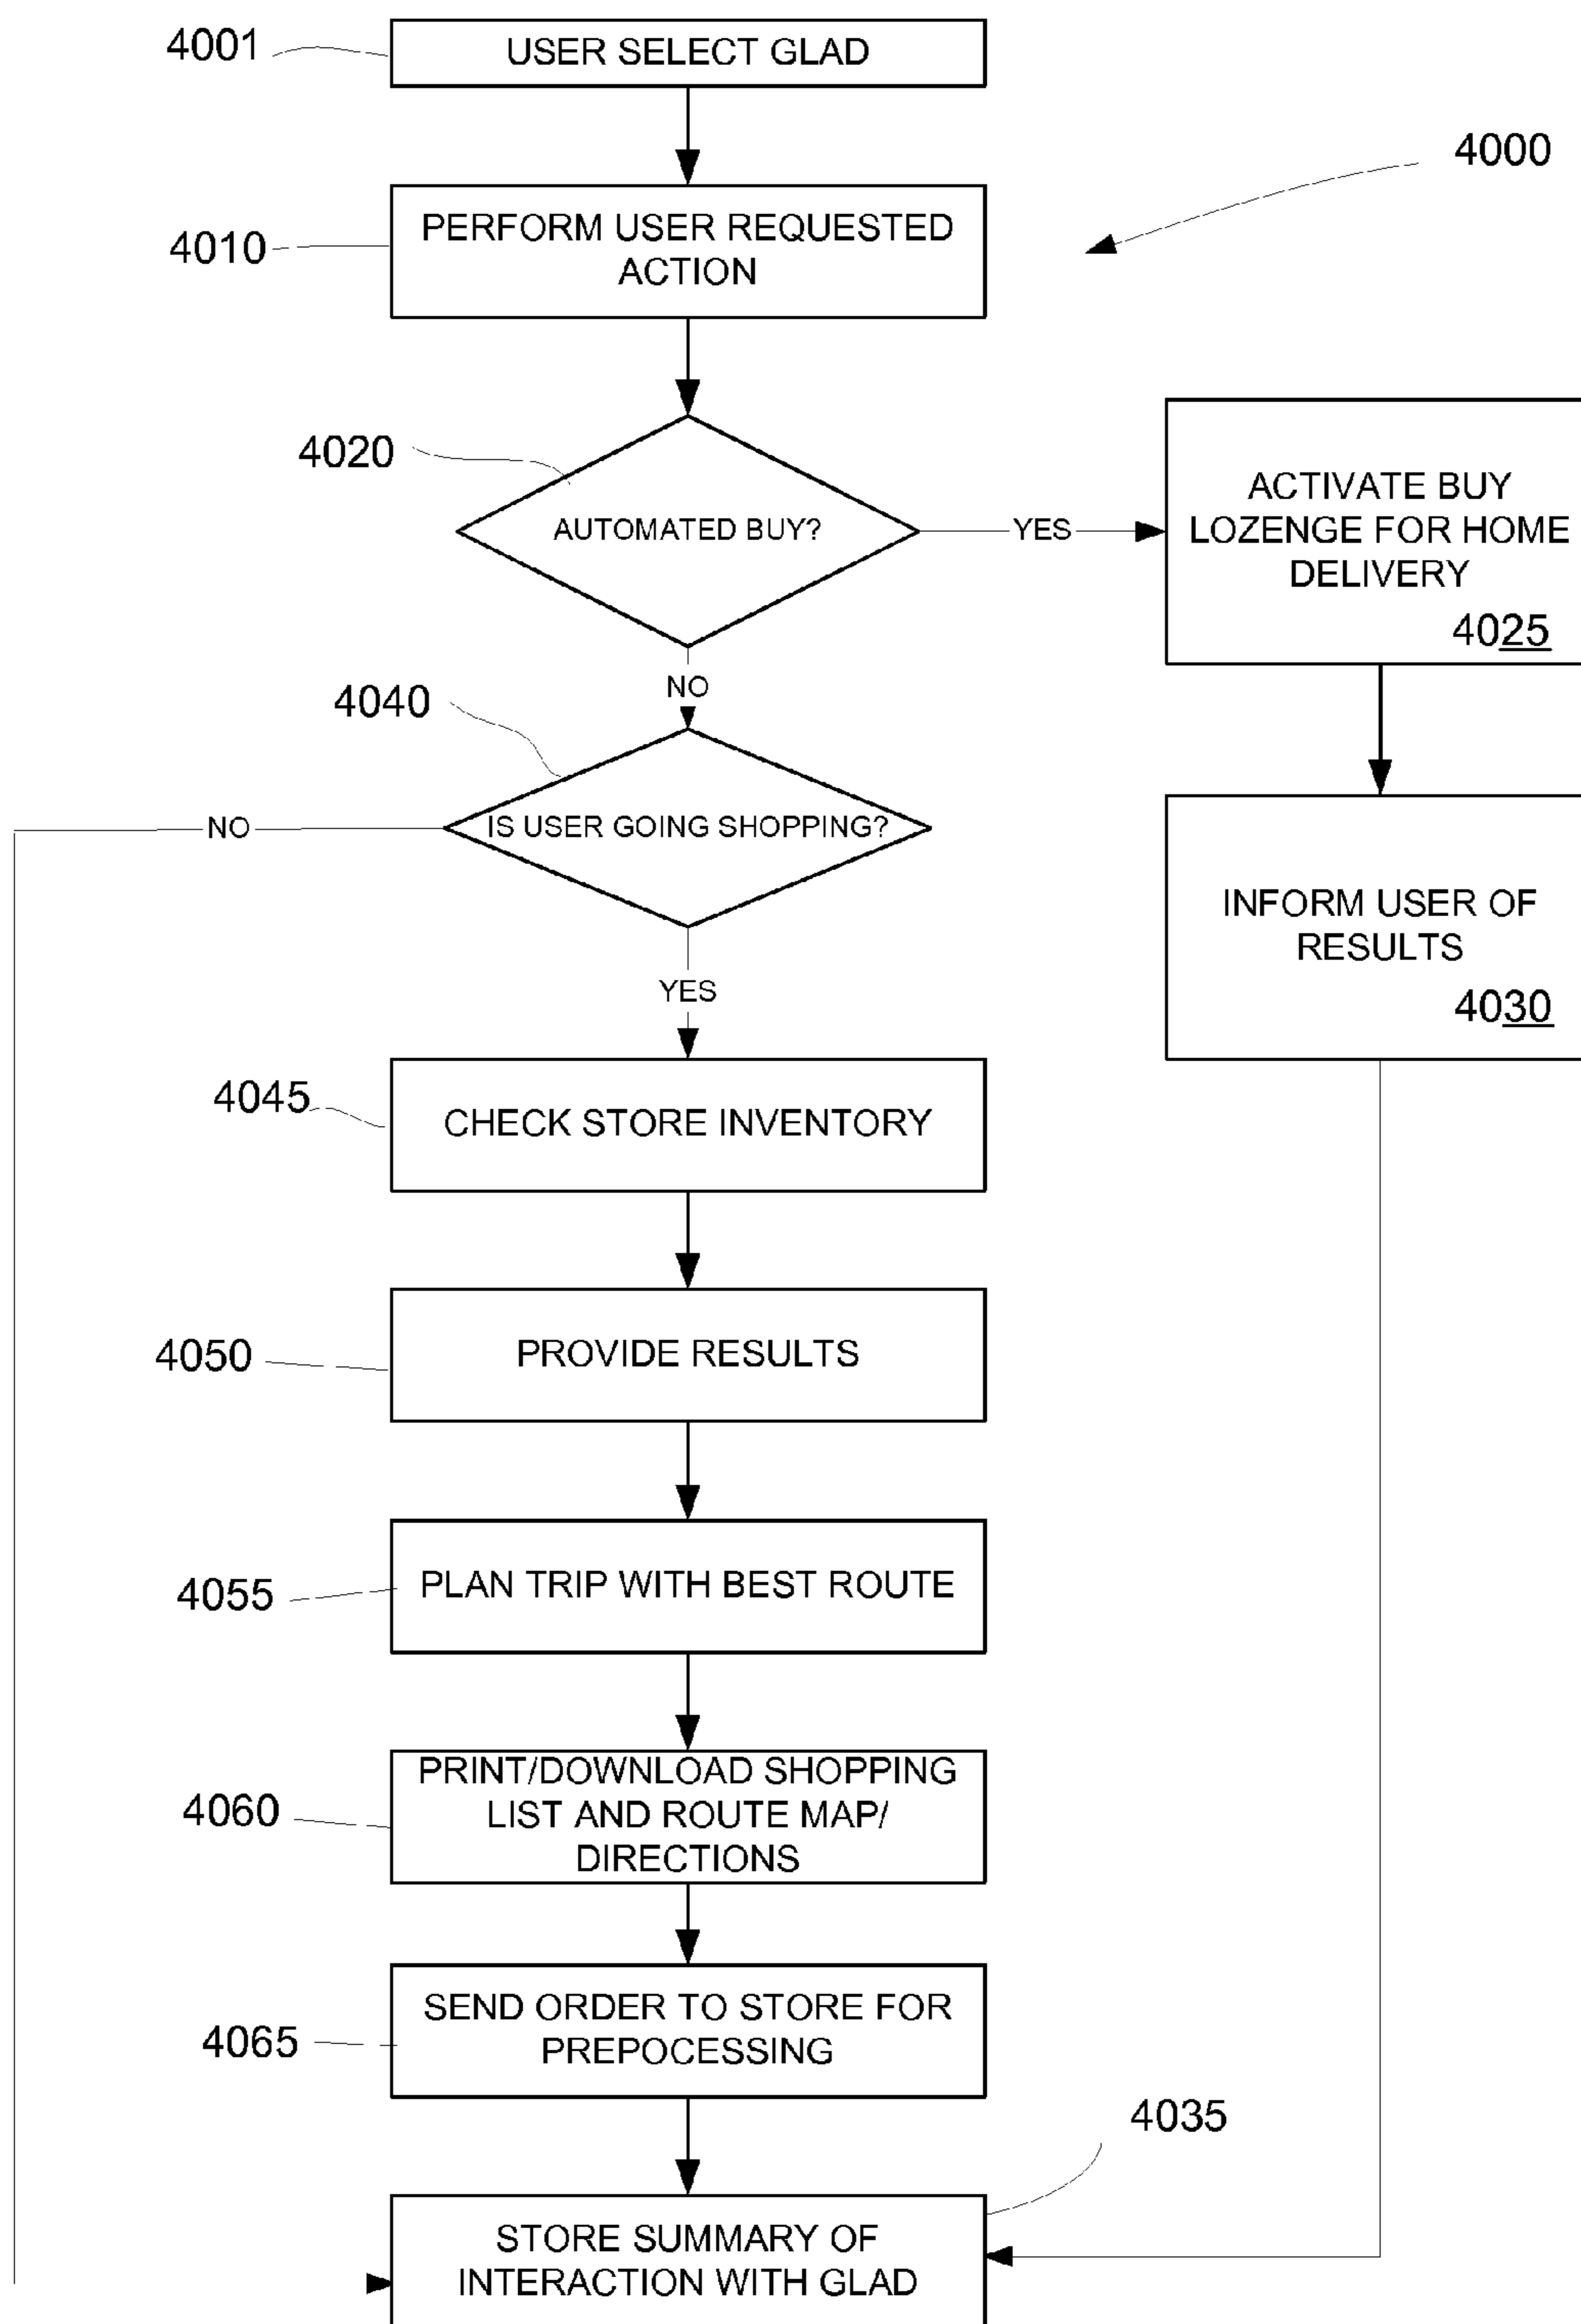 4001
USER SELECT GLAD
4000
4010
PERFORM USER REQUESTED
ACTION
4020
AUTOMATED BUY?
YES
ACTIVATE BUY
LOZENGE FOR HOME
DELIVERY
4025
NO
4040
IS USER GOING SHOPPING?
NO
INFORM USER OF
RESULTS
4030
YES
4045
CHECK STORE INVENTORY
4050
PROVIDE RESULTS
4055
PLAN TRIP WITH BEST ROUTE
4060
PRINT/DOWNLOAD SHOPPING
LIST AND ROUTE MAP/
DIRECTIONS
4065
SEND ORDER TO STORE FOR
PREPOCESSING
4035
STORE SUMMARY OF
INTERACTION WITH GLAD